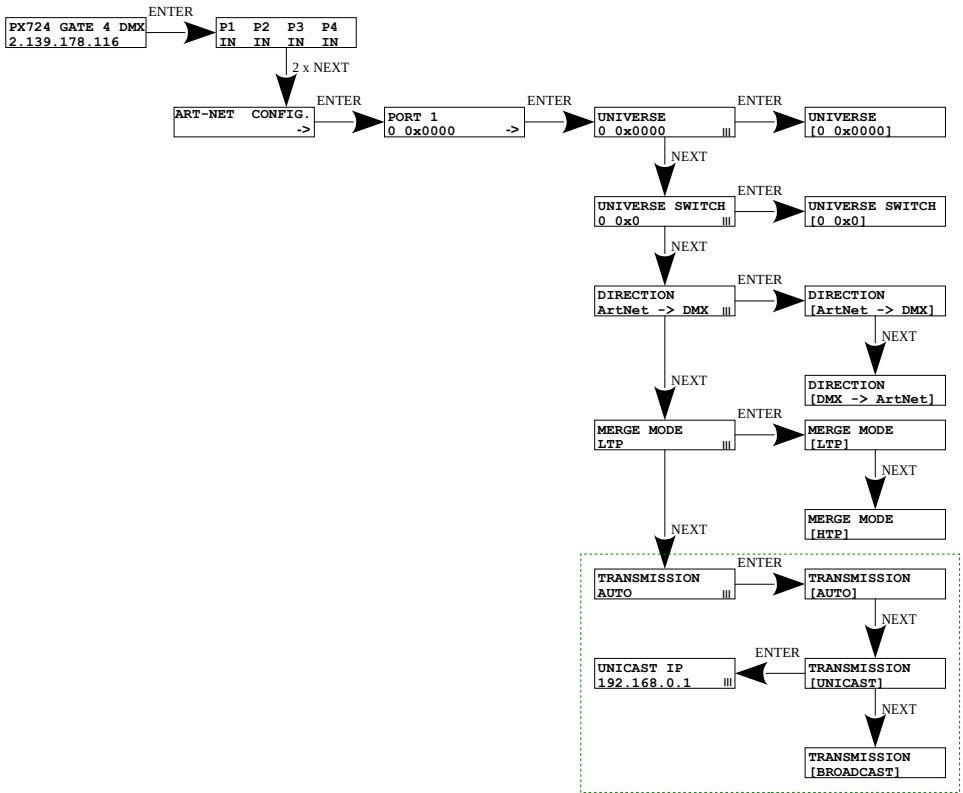 ENTER
PX724 GATE 4 DMX
2.139.178.116
P1 P2 P3 P4
IN IN IN IN
2 x NEXT
ART-NET CONFIG.
->
ENTER
PORT 1
0 0x0000 ->
ENTER
UNIVERSE
0 0x0000
ENTER
UNIVERSE
[0 0x0000]
NEXT
UNIVERSE SWITCH
0 0x0
ENTER
UNIVERSE SWITCH
[0 0x0]
NEXT
DIRECTION
ArtNet -> DMX
ENTER
DIRECTION
[ArtNet -> DMX]
NEXT
DIRECTION
[DMX -> ArtNet]
NEXT
MERGE MODE
LTP
ENTER
MERGE MODE
[LTP]
NEXT
MERGE MODE
[HTP]
NEXT
TRANSMISSION
AUTO
ENTER
TRANSMISSION
[AUTO]
NEXT
TRANSMISSION
[UNICAST]
ENTER
UNICAST IP
192.168.0.1
NEXT
TRANSMISSION
[BROADCAST]